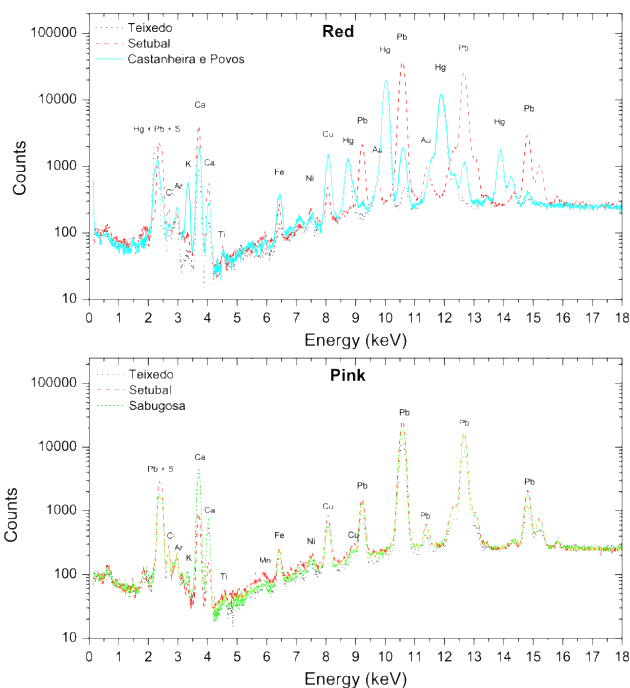 Red
Teixedo
Setubal
Castanheira e Povos
100000
10000
1000
100
10
Counts
Hg + Pb + S
Cl
Ar
K
Ca
Ca
Ti
Fe
Ni
Cu
Hg
Pb
Au
Hg
Pb
Au
Hg
Pb
Hg
Pb
0 1 2 3 4 5 6 7 8 9 10 11 12 13 14 15 16 17 18
Energy (keV)
Pink
Teixedo
Setubal
Sabugosa
100000
10000
1000
100
10
Counts
Pb + S
Ar
K
Ca
Ca
Ti
Mn
Fe
Ni
Cu
Cu
Pb
Pb
Pb
Pb
Pb
0 1 2 3 4 5 6 7 8 9 10 11 12 13 14 15 16 17 18
Energy (keV)